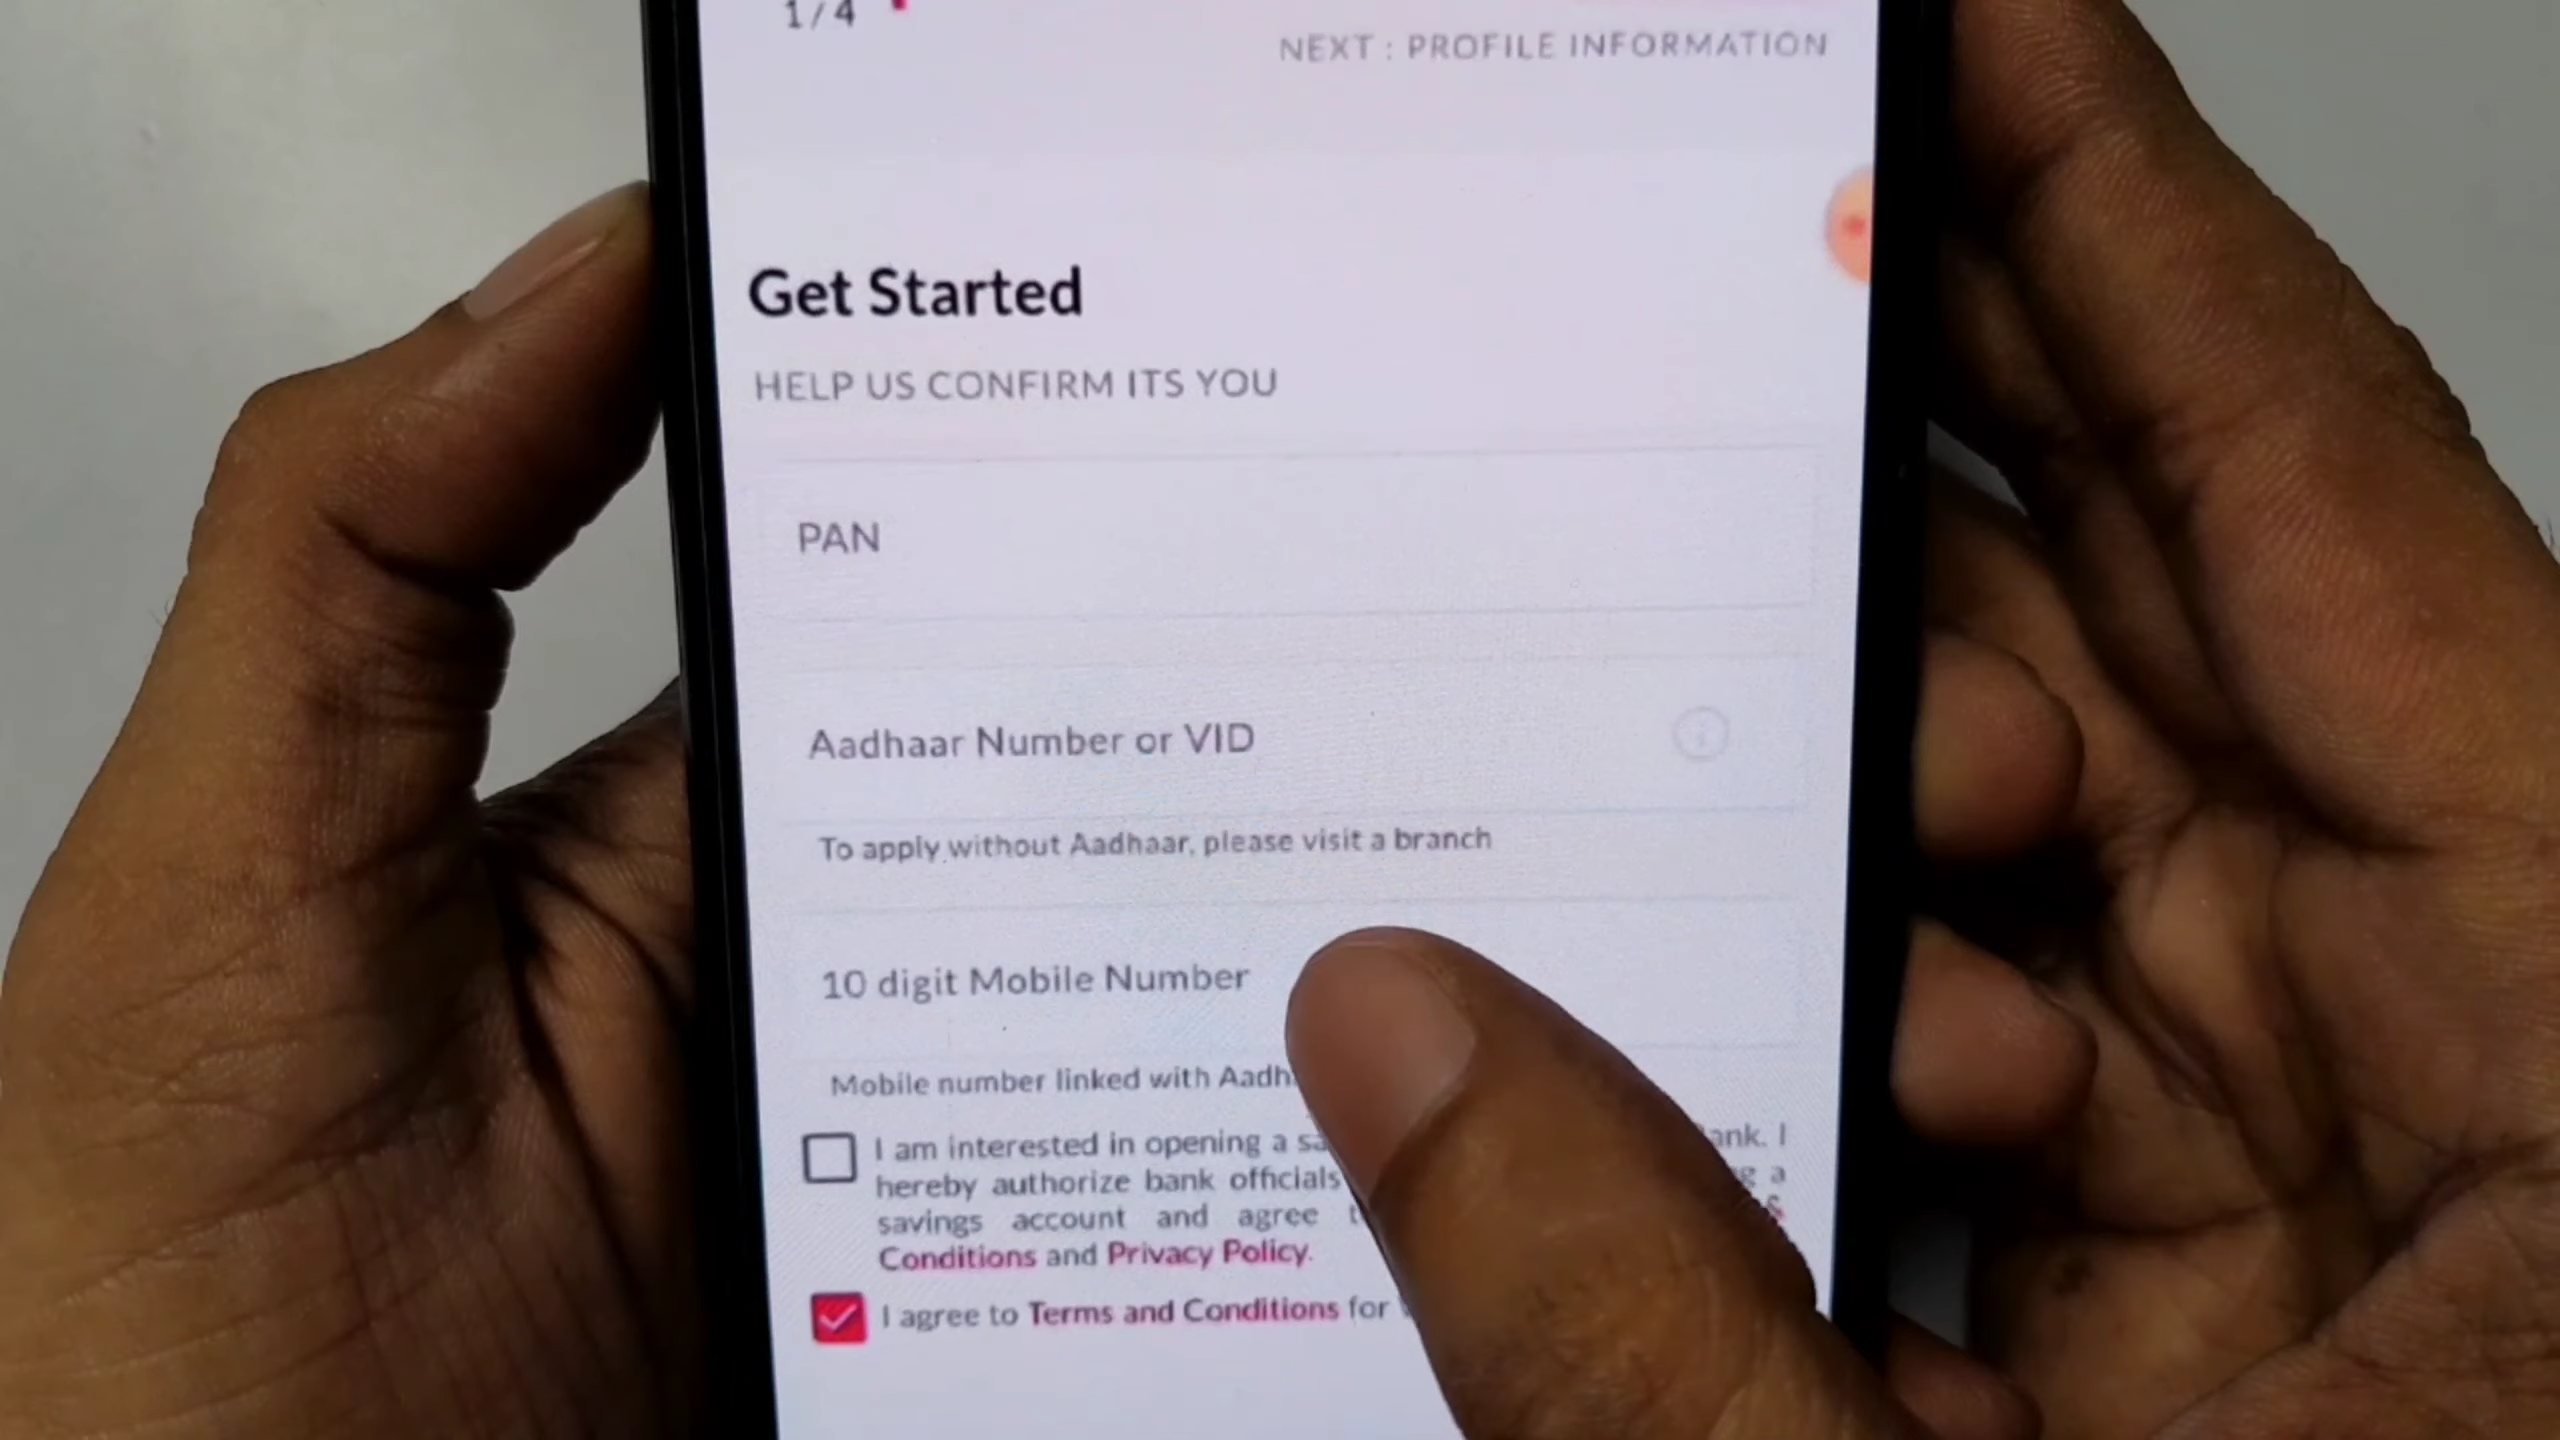 1/4
NEXT : PROFILE INFORMATION
Get Started
HELP US CONFIRM ITS YOU
PAN
Aadhaar Number or VID
To apply without Aadhaar, please visit a branch
10 digit Mobile Number
Mobile number linked with
I am interested in opening a ank. I
hereby authorize bank officials a
savings account and agree
Conditions and Privacy Policy.
I agree to Terms and Conditions for